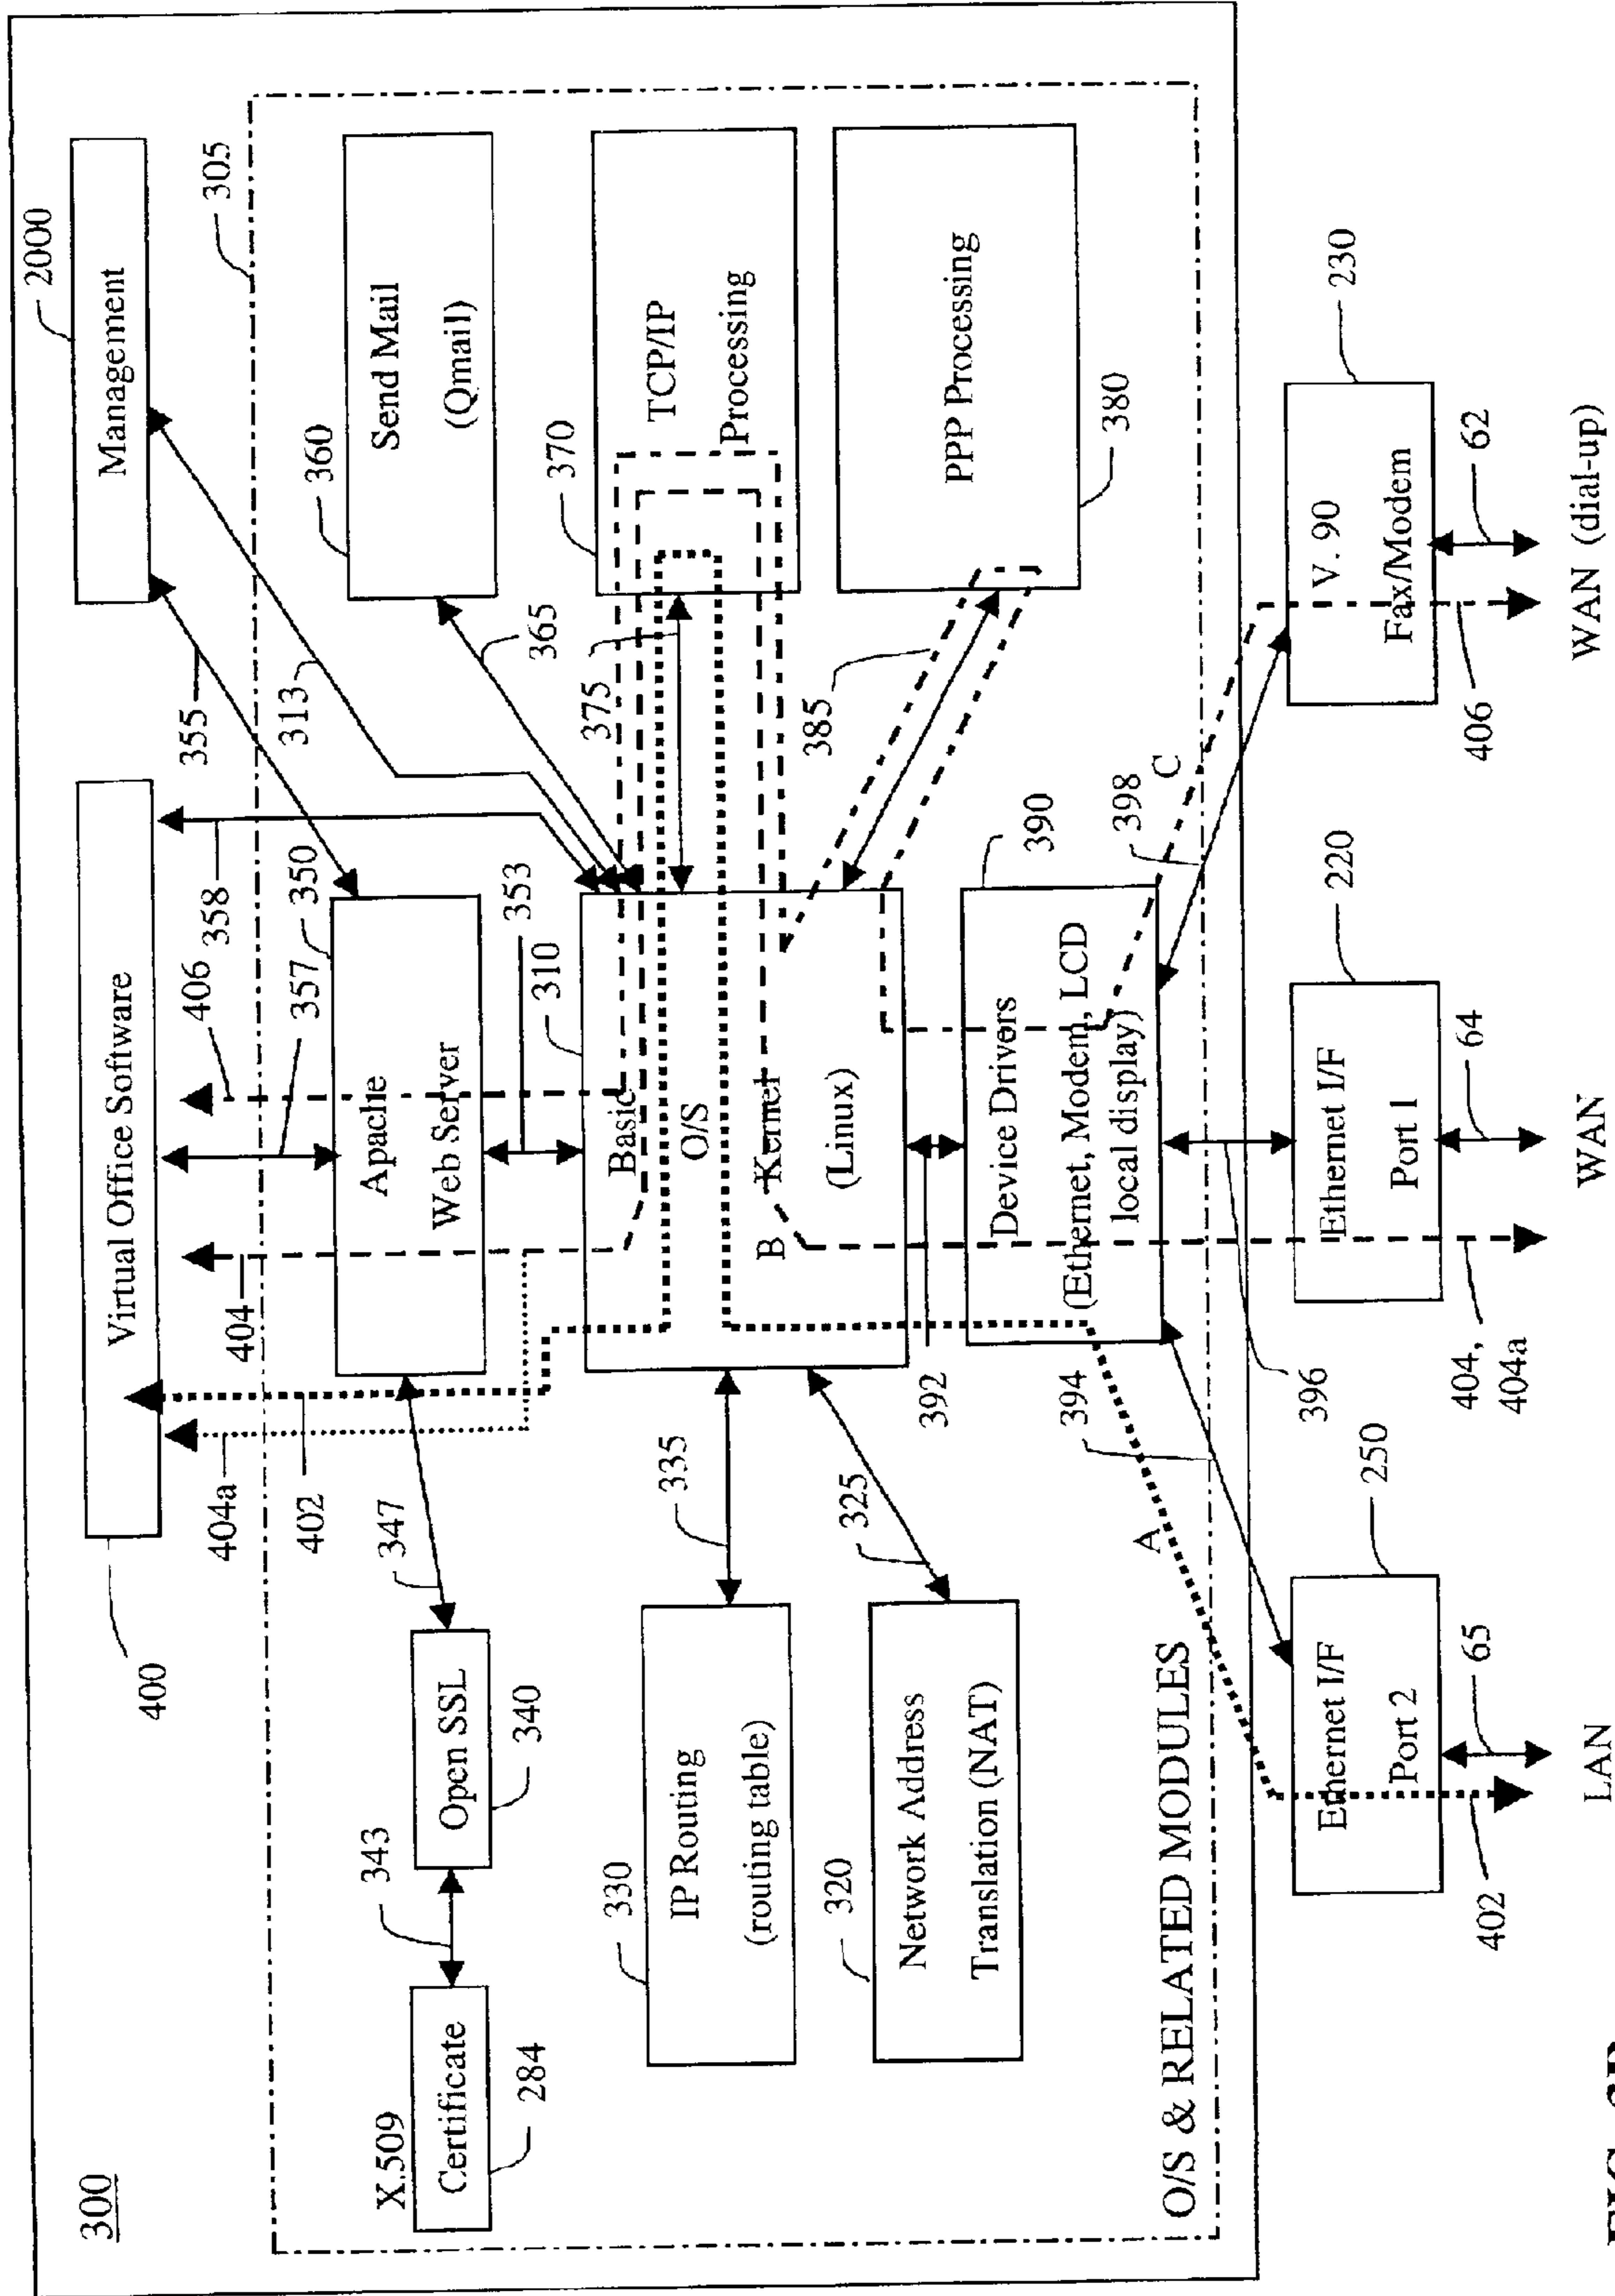 300
Virtual Office Software
400
Management
2000
305
355
313
358
406
357
350
404
404a
402
347
X.509
Certificate
284
343
Open SSL
340
Apache
Web Server
353
310
360
Send Mail
(Qmail)
365
375
370
TCP/IP
Processing
Basic
O/S
Kernel
(Linux)
B
330
IP Routing
(routing table)
335
325
320
Network Address
Translation (NAT)
385
PPP Processing
380
390
392
Device Drivers
(Ethernet, Modem, LCD
local display)
394
A
398
C
O/S & RELATED MODULES
396
250
Ethernet I/F
Port 2
65
402
LAN
220
Ethernet I/F
Port 1
64
404,
404a
WAN
230
V. 90
Fax/Modem
62
406
WAN (dial-up)